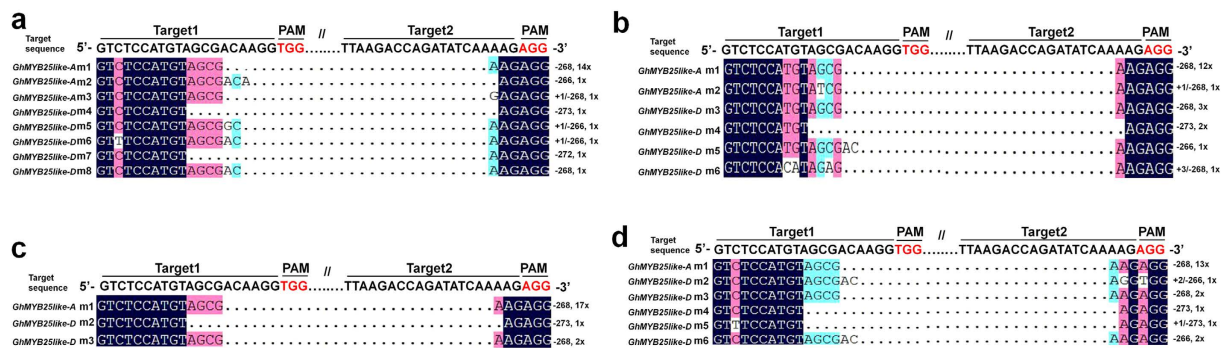 a
Target1 PAM // Target2 PAM
Target
sequence 5'- GTCTCCATGTAGCGACAAGGTGG........TTAAGACCAGATATCAAAAGAGG -3'
GhMYB25like-A m1 GTCTCCATGTAGCG..............................AAGAGG -268, 14x
GhMYB25like-A m2 GTCTCCATGTAGCGACA...........................AAGAGG -266, 1x
GhMYB25like-A m3 GTCTCCATGTAGCG..............................GAGAGG +1/-268, 1x
GhMYB25like-D m4 GTCTCCATGT...................................AGAGG -273, 1x
GhMYB25like-D m5 GTCTCCATGTAGCGGC............................AAGAGG +1/-266, 1x
GhMYB25like-D m6 GTTTCCATGTAGCGAC............................AAGAGG +1/-266, 1x
GhMYB25like-D m7 GTCTCCATGT..................................AAGAGG -272, 1x
GhMYB25like-D m8 GTCTCCATGTAGCGAC............................AAGAGG -268, 1x
b
Target1 PAM // Target2 PAM
Target
sequence 5'- GTCTCCATGTAGCGACAAGGTGG........TTAAGACCAGATATCAAAAGAGG -3'
GhMYB25like-A m1 GTCTCCATGTAGCG..............................AAGAGG -268, 12x
GhMYB25like-A m2 GTCTCCATGTATCG..............................AAGAGG +1/-268, 1x
GhMYB25like-D m3 GTCTCCATGTAGCG..............................AAGAGG -268, 3x
GhMYB25like-D m4 GTCTCCATGT...................................AGAGG -273, 2x
GhMYB25like-D m5 GTCTCCATGTAGCGAC............................AAGAGG -266, 1x
GhMYB25like-D m6 GTCTCCACATAGAG..............................AAGAGG +3/-268, 1x
c
Target1 PAM // Target2 PAM
Target
sequence 5'- GTCTCCATGTAGCGACAAGGTGG........TTAAGACCAGATATCAAAAGAGG -3'
GhMYB25like-A m1 GTCTCCATGTAGCG..............................AAGAGG -268, 17x
GhMYB25like-D m2 GTCTCCATGT...................................AGAGG -273, 1x
GhMYB25like-D m3 GTCTCCATGTAGCG..............................AAGAGG -268, 2x
d
Target1 PAM // Target2 PAM
Target
sequence 5'- GTCTCCATGTAGCGACAAGGTGG........TTAAGACCAGATATCAAAAGAGG -3'
GhMYB25like-A m1 GTCTCCATGTAGCG..............................AAGAGG -268, 13x
GhMYB25like-D m2 GTCTCCATGTAGCGAC............................AGGTGG +2/-266, 1x
GhMYB25like-D m3 GTCTCCATGTAGCG..............................AAGAGG -268, 2x
GhMYB25like-D m4 GTCTCCATGT...................................AGAGG -273, 1x
GhMYB25like-D m5 GTTTCCATGT...................................AGAGG +1/-273, 1x
GhMYB25like-D m6 GTCTCCATGTAGCGAC............................AAGAGG -266, 2x